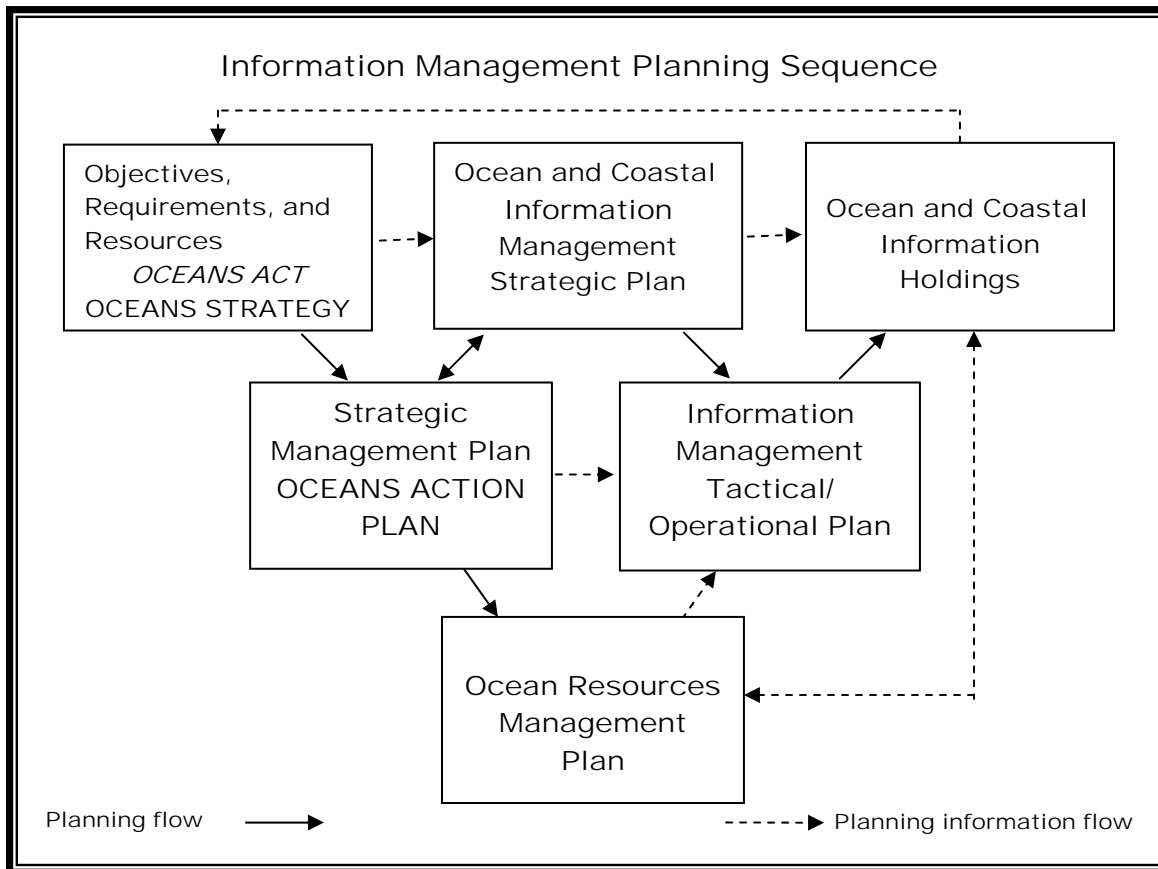 Information Management Planning Sequence
Objectives,
Requirements, and
Resources
OCEANS ACT
OCEANS STRATEGY
Ocean and Coastal
Information
Management
Strategic Plan
Ocean and Coastal
Information
Holdings
Strategic
Management Plan
OCEANS ACTION
PLAN
Information
Management
Tactical/
Operational Plan
Ocean Resources
Management
Plan
Planning flow
Planning information flow